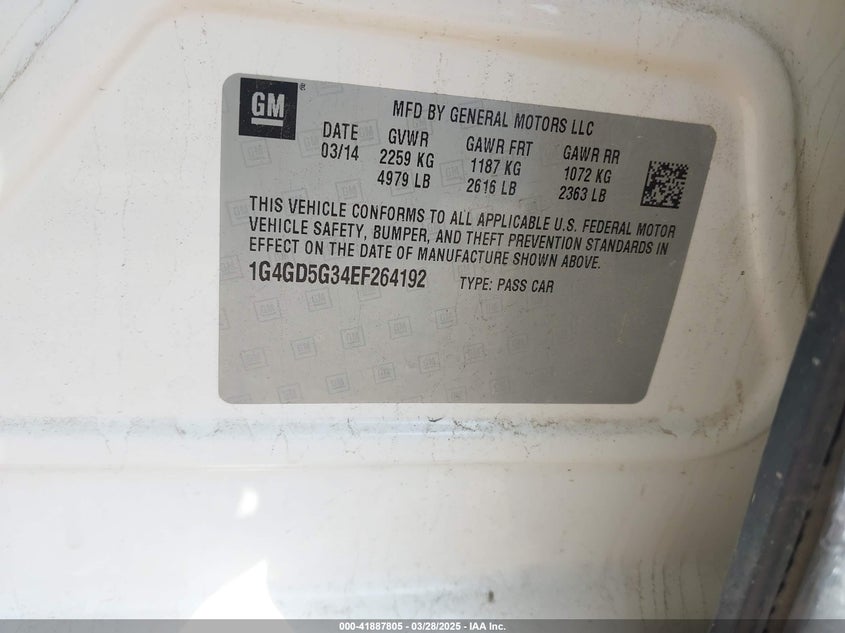 GM
MFD BY GENERAL MOTORS LLC
DATE GVWR GAWR FRT GAWR RR
03/14 2259 KG 1187 KG 1072 KG
4979 LB 2616 LB 2363 LB
THIS VEHICLE CONFORMS TO ALL APPLICABLE U.S. FEDERAL MOTOR
VEHICLE SAFETY, BUMPER, AND THEFT PREVENTION STANDARDS IN
EFFECT ON THE DATE OF MANUFACTURE SHOWN ABOVE.
1G4GD5G34EF264192 TYPE: PASS CAR
000-41887805 | 03/28/2025 - IAA Inc.